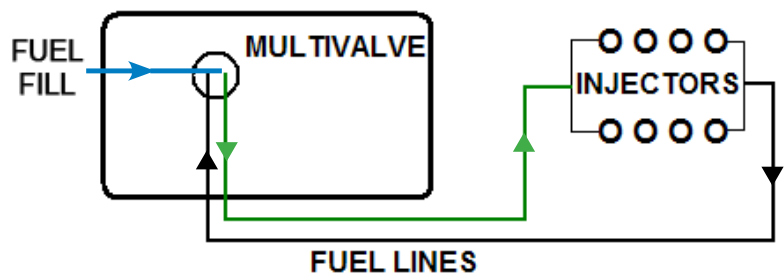 FUEL
FILL
MULTIVALVE
INJECTORS
FUEL LINES